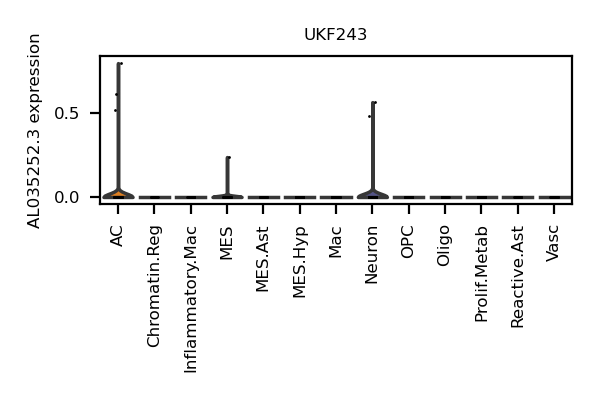 UKF243
AL035252.3 expression
0.5
0.0
AC
Chromatin.Reg
Inflammatory.Mac
MES
MES.Ast
MES.Hyp
Mac
Neuron
OPC
Oligo
Prolif.Metab
Reactive.Ast
Vasc